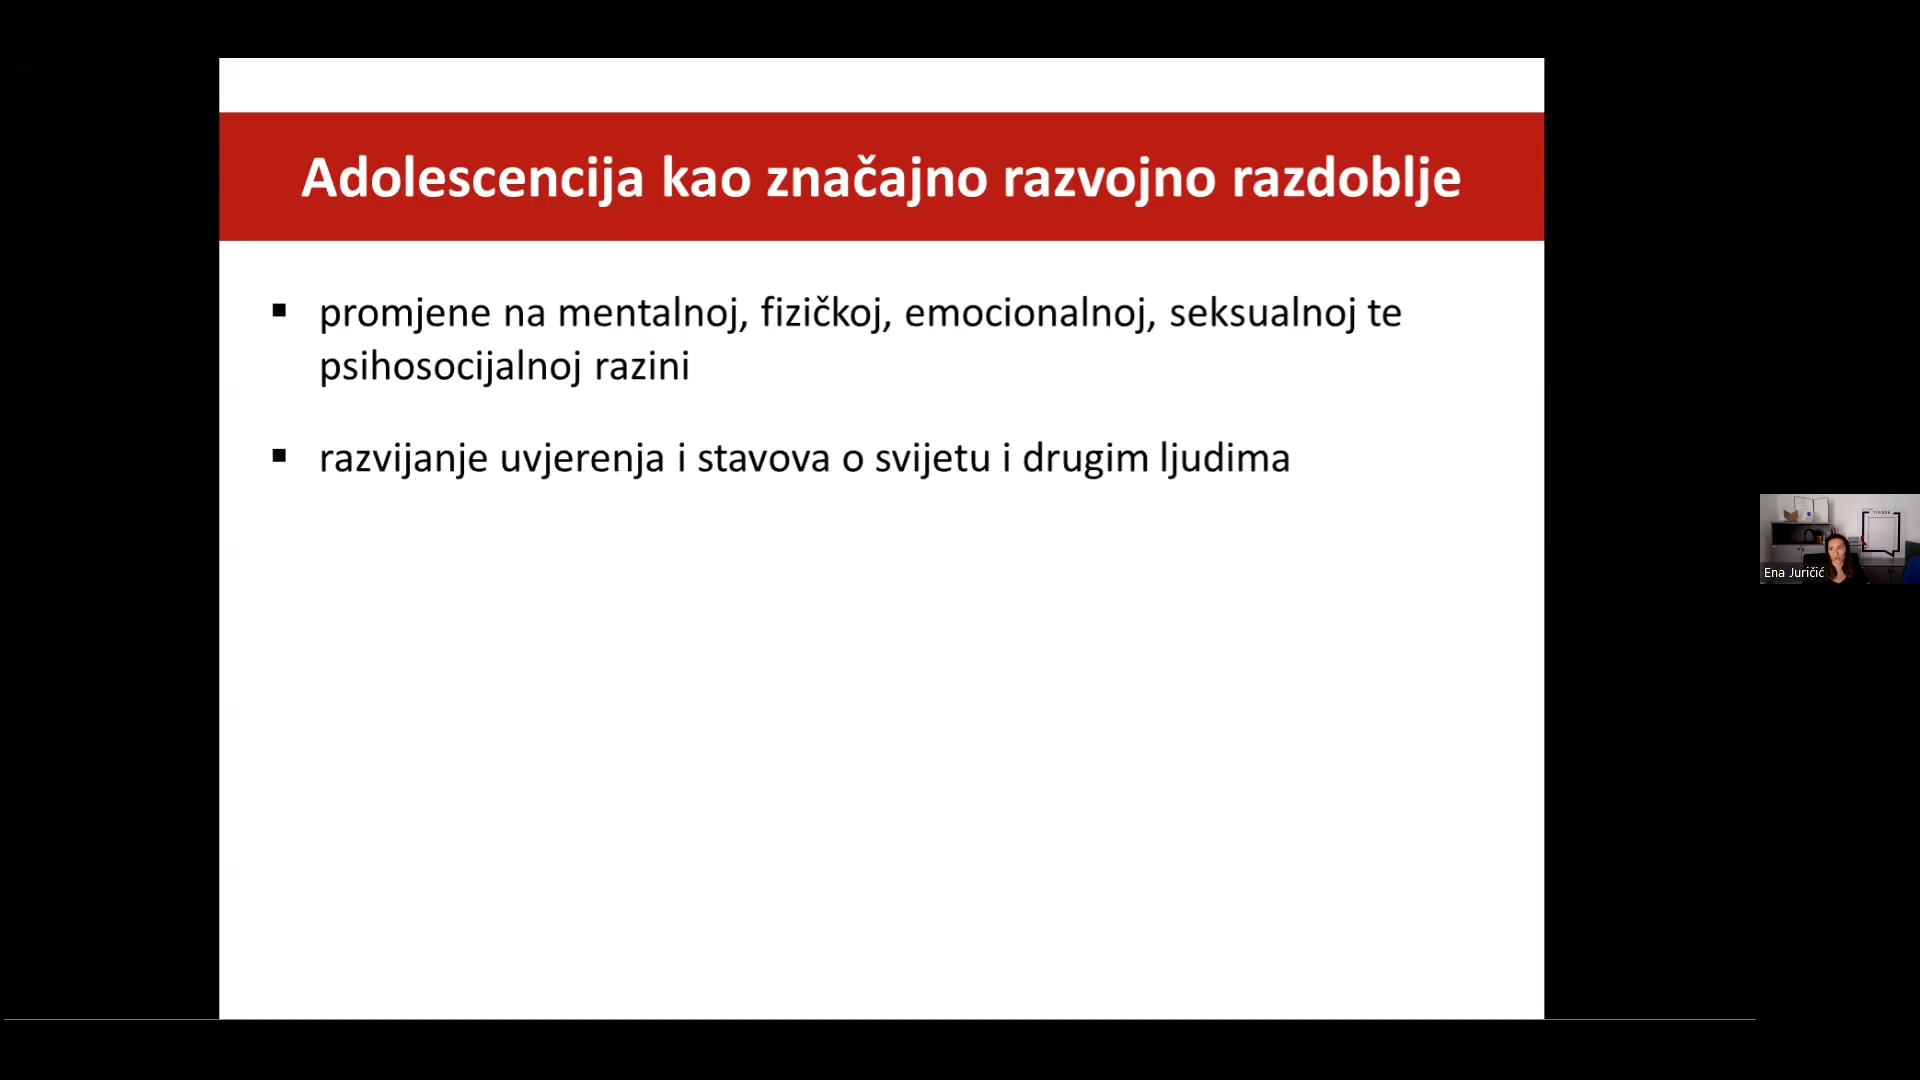 Adolescencija kao značajno razvojno razdoblje
promjene na mentalnoj, fizičkoj, emocionalnoj, seksualnoj te
psihosocijalnoj razini
razvijanje uvjerenja i stavova o svijetu i drugim ljudima
Ena Juričić